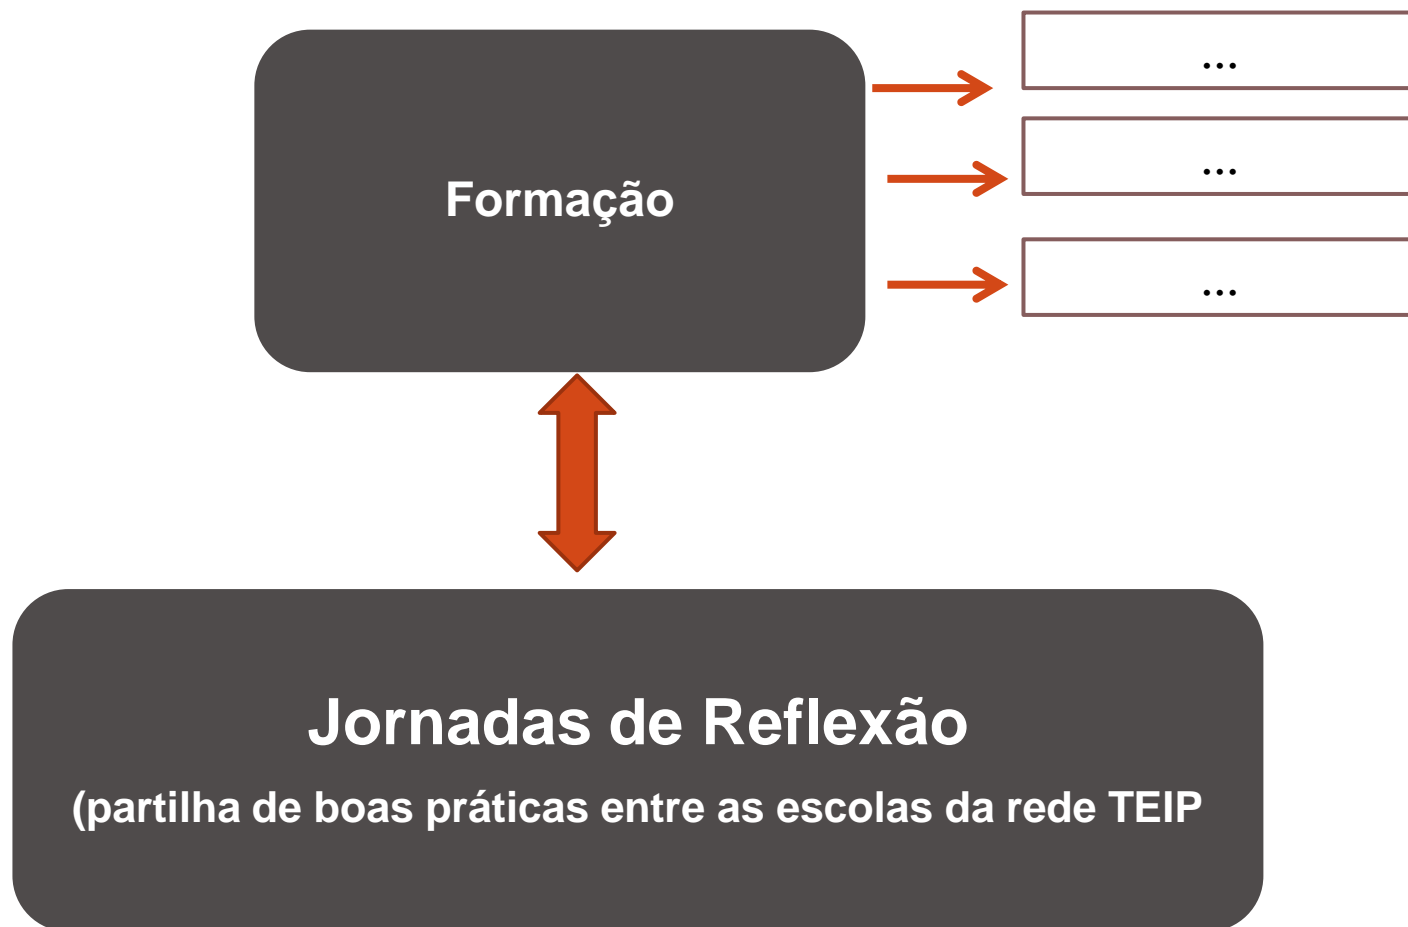 ...
...
Formação
...
Jornadas de Reflexão
(partilha de boas práticas entre as escolas da rede TEIP